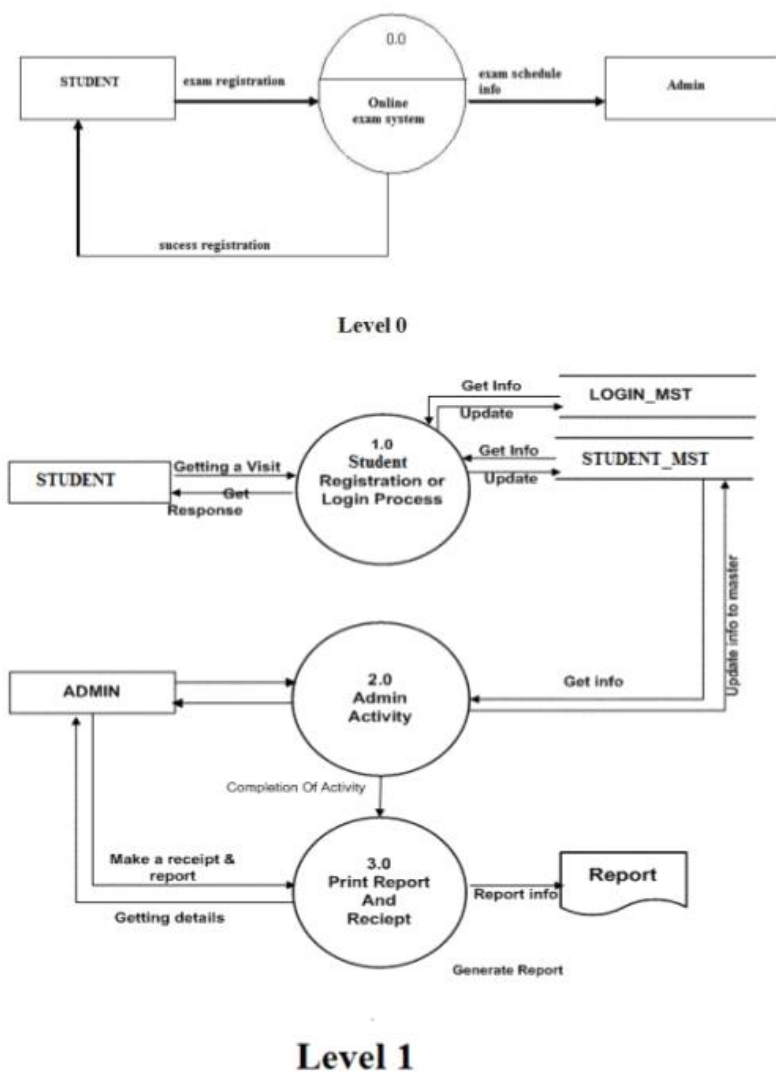 0.0
STUDENT
exam registration
exam schedule
info
Admin
Online
exam system
sucess registration
Level 0
Get Info
LOGIN_MST
Update
1.0
Student
Registration or
Login Process
Get Info
STUDENT_MST
Update
STUDENT
Getting a Visit
Get
Response
Update info to master
2.0
Admin
Activity
ADMIN
Get info
Completion Of Activity
3.0
Print Report
And
Reciept
Make a receipt &
report
Getting details
Report info
Report
Generate Report
Level 1